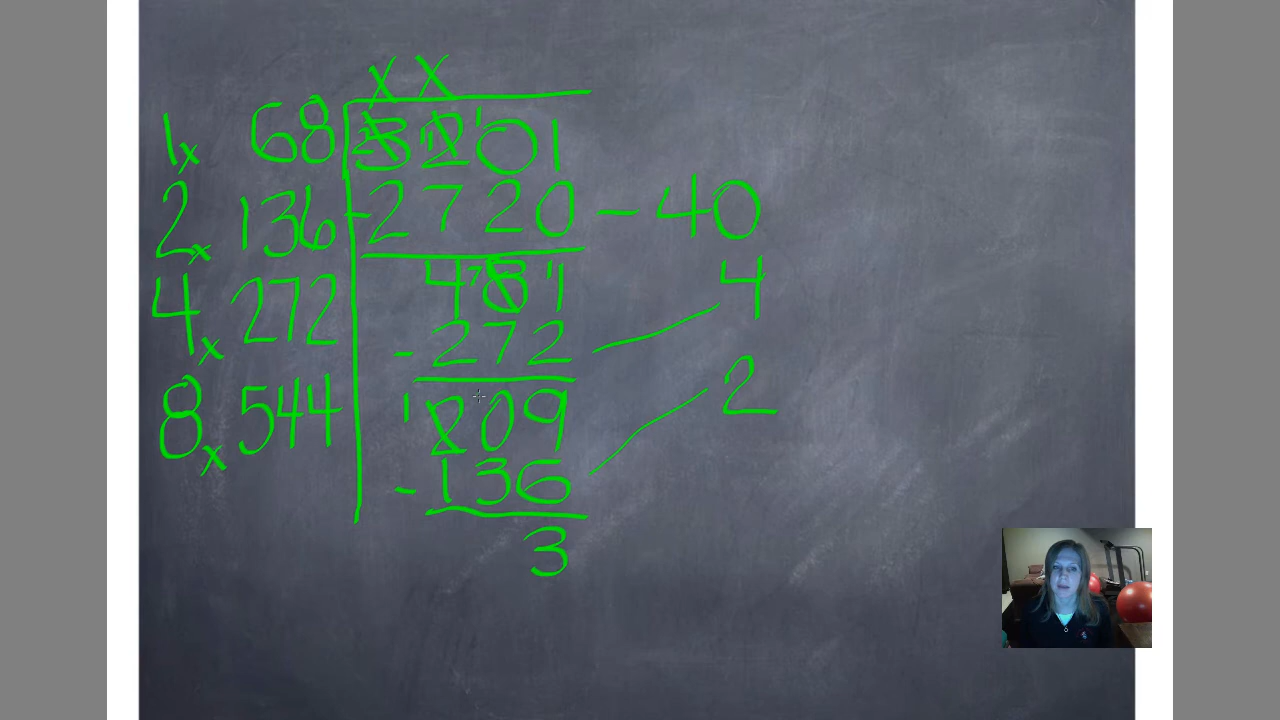 x x
1x 68 3201
2x 136 -2720 - 40
4x 272 481 4
8x 544 -272 2
209
-136
3